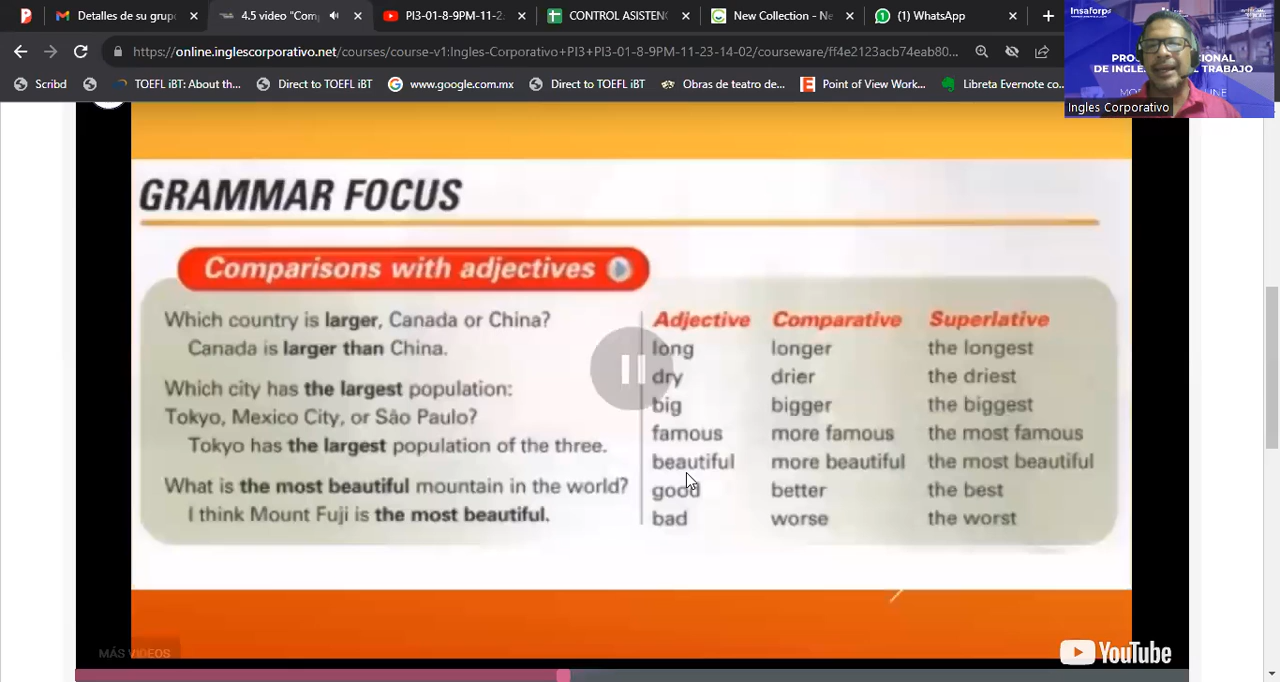 Detalles de su grupo
4.5 video "Com
PI3-01-8-9PM-11-2
CONTROL ASISTEN
New Collection - Ne
(1) WhatsApp
https://online.inglescorporativo.net/courses/course-v1:Ingles-Corporativo+PI3+PI3-01-8-9PM-11-23-14-02/courseware/ff4e2123acb74eab80...
Scribd
TOEFL iBT: About th...
Direct to TOEFL iBT
www.google.com.mx
Direct to TOEFL iBT
Obras de teatro de...
Point of View Work...
Libreta Evernote co...
Insaforp
DE INGL
TRABAJO
Ingles Corporativo
GRAMMAR FOCUS
Comparisons with adjectives
Which country is larger, Canada or China?
Canada is larger than China.
Which city has the largest population:
Tokyo, Mexico City, or São Paulo?
Tokyo has the largest population of the three.
What is the most beautiful mountain in the world?
I think Mount Fuji is the most beautiful.
Adjective Comparative Superlative
long longer the longest
dry drier the driest
big bigger the biggest
famous more famous the most famous
beautiful more beautiful the most beautiful
good better the best
bad worse the worst
MÁS VIDEOS
YouTube